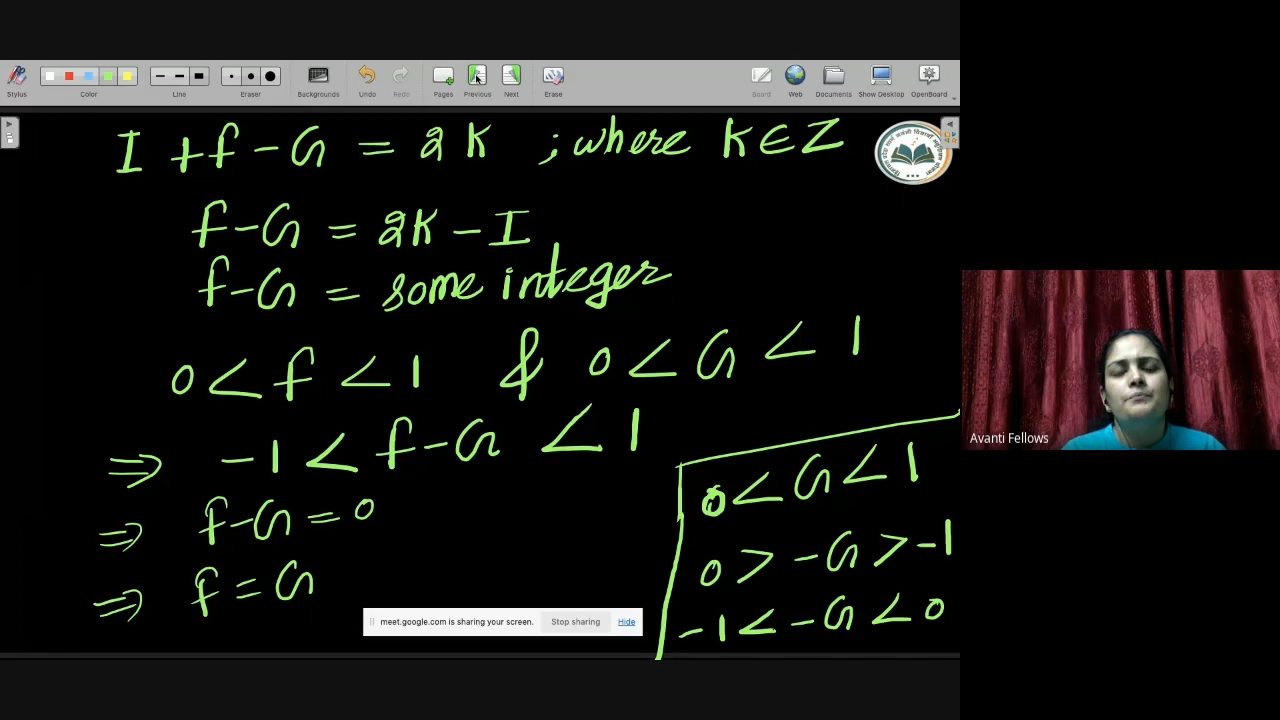 Stylus Color Line Eraser Backgrounds Undo Redo Pages Previous Next Erase Board Web Documents Show Desktop OpenBoard
I + f - G = 2K ; where K ∈ Z
f - G = 2K - I
f - G = some integer
0 < f < 1 & 0 < G < 1
⇒ -1 < f - G < 1
⇒ f - G = 0
⇒ f = G
0 < G < 1
0 > -G > -1
-1 < -G < 0
meet.google.com is sharing your screen. Stop sharing Hide
Avanti Fellows